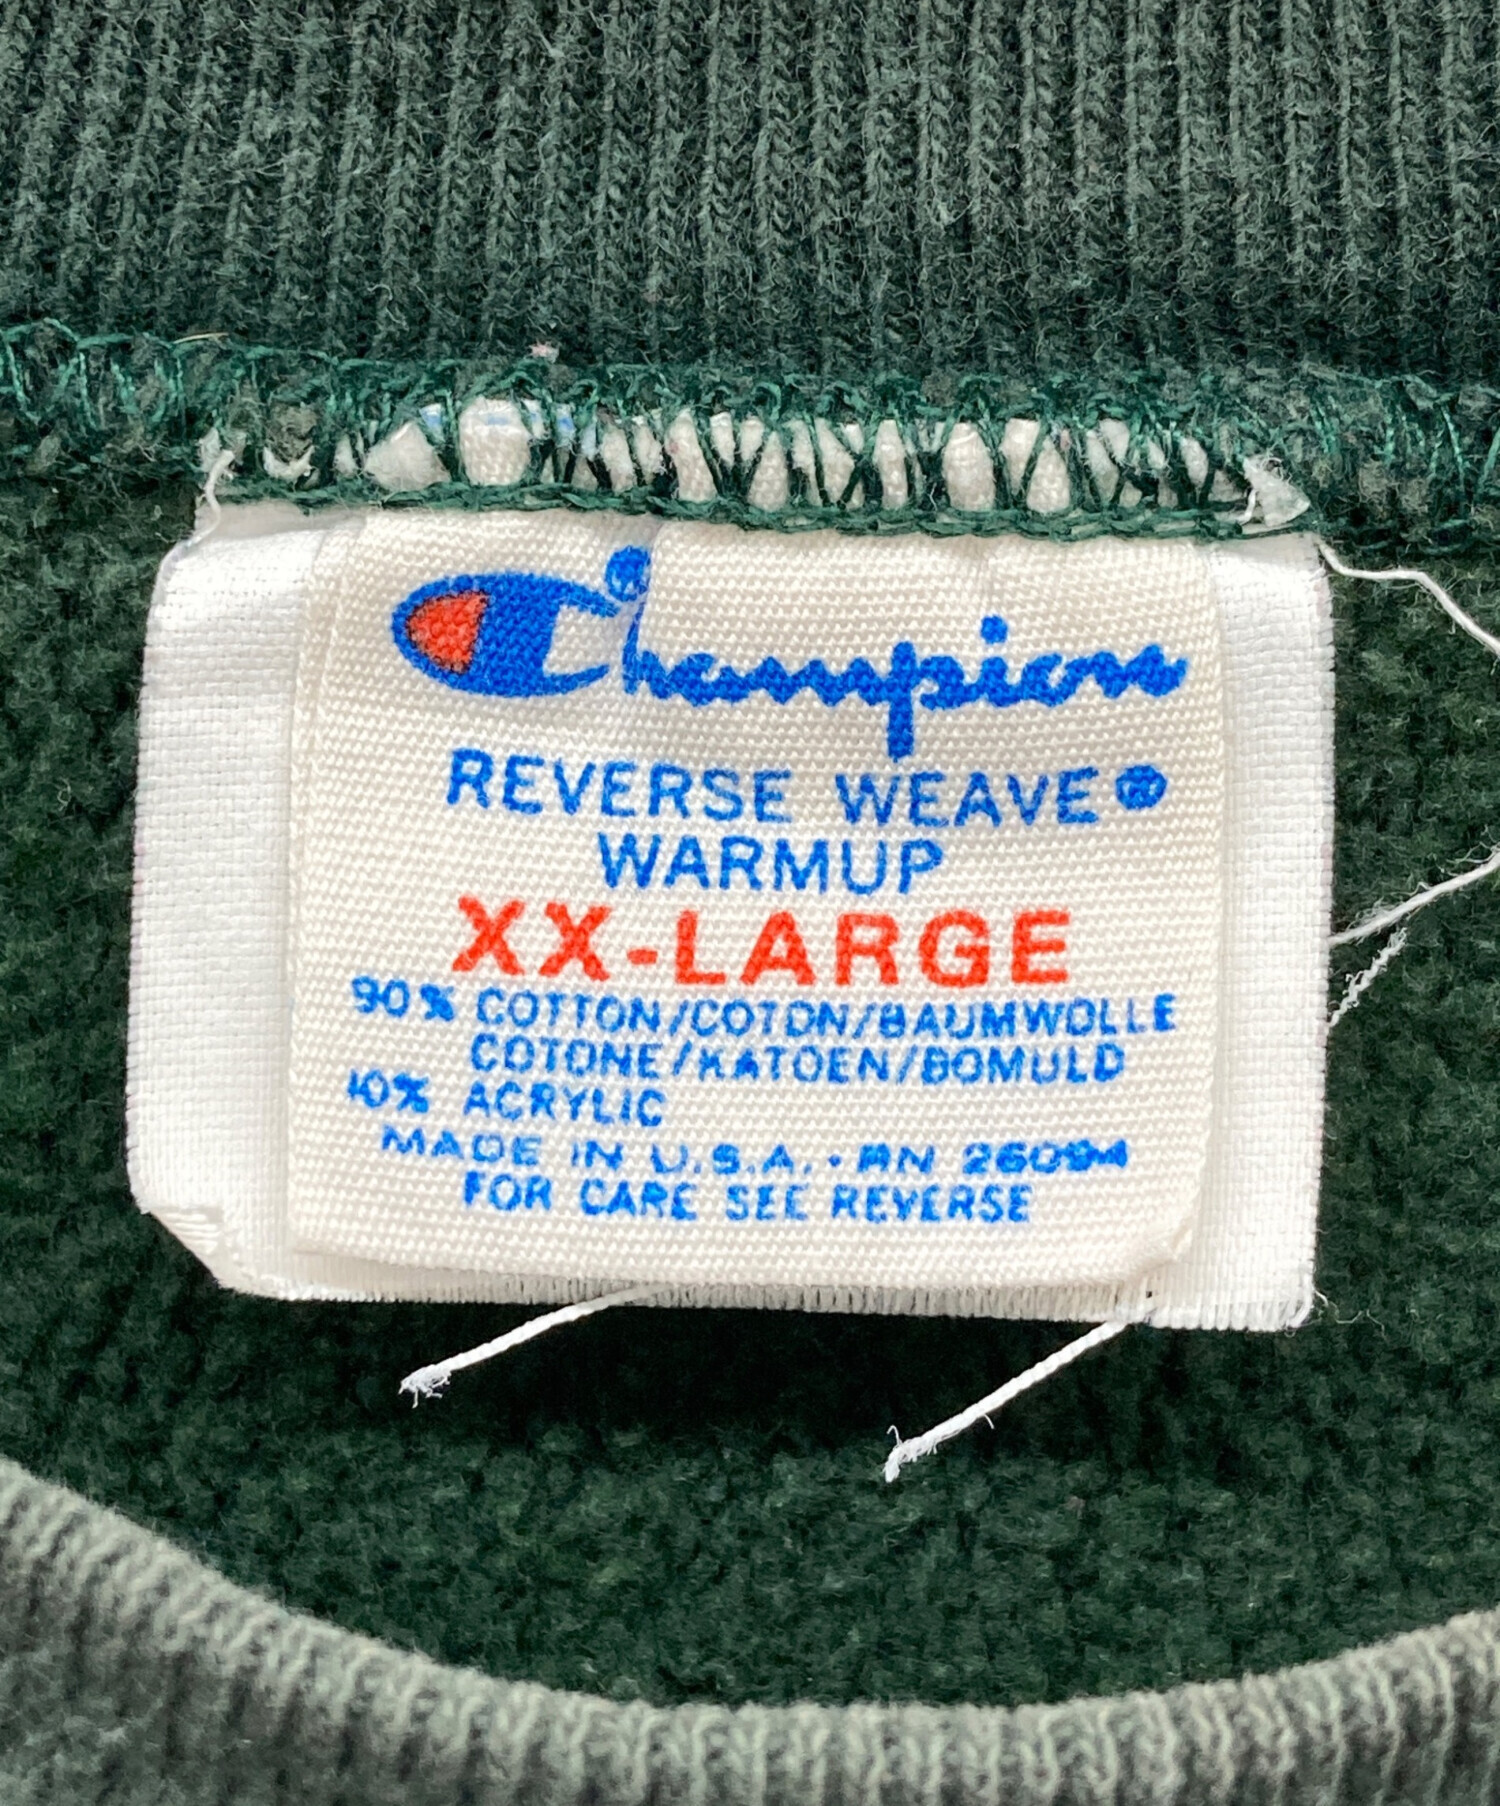 Champion®
REVERSE WEAVE®
WARMUP
XX-LARGE
90% COTTON/COTON/BAUMWOLLE
COTONE/KATOEN/BOMULD
10% ACRYLIC
MADE IN U.S.A. • RN 26094
FOR CARE SEE REVERSE